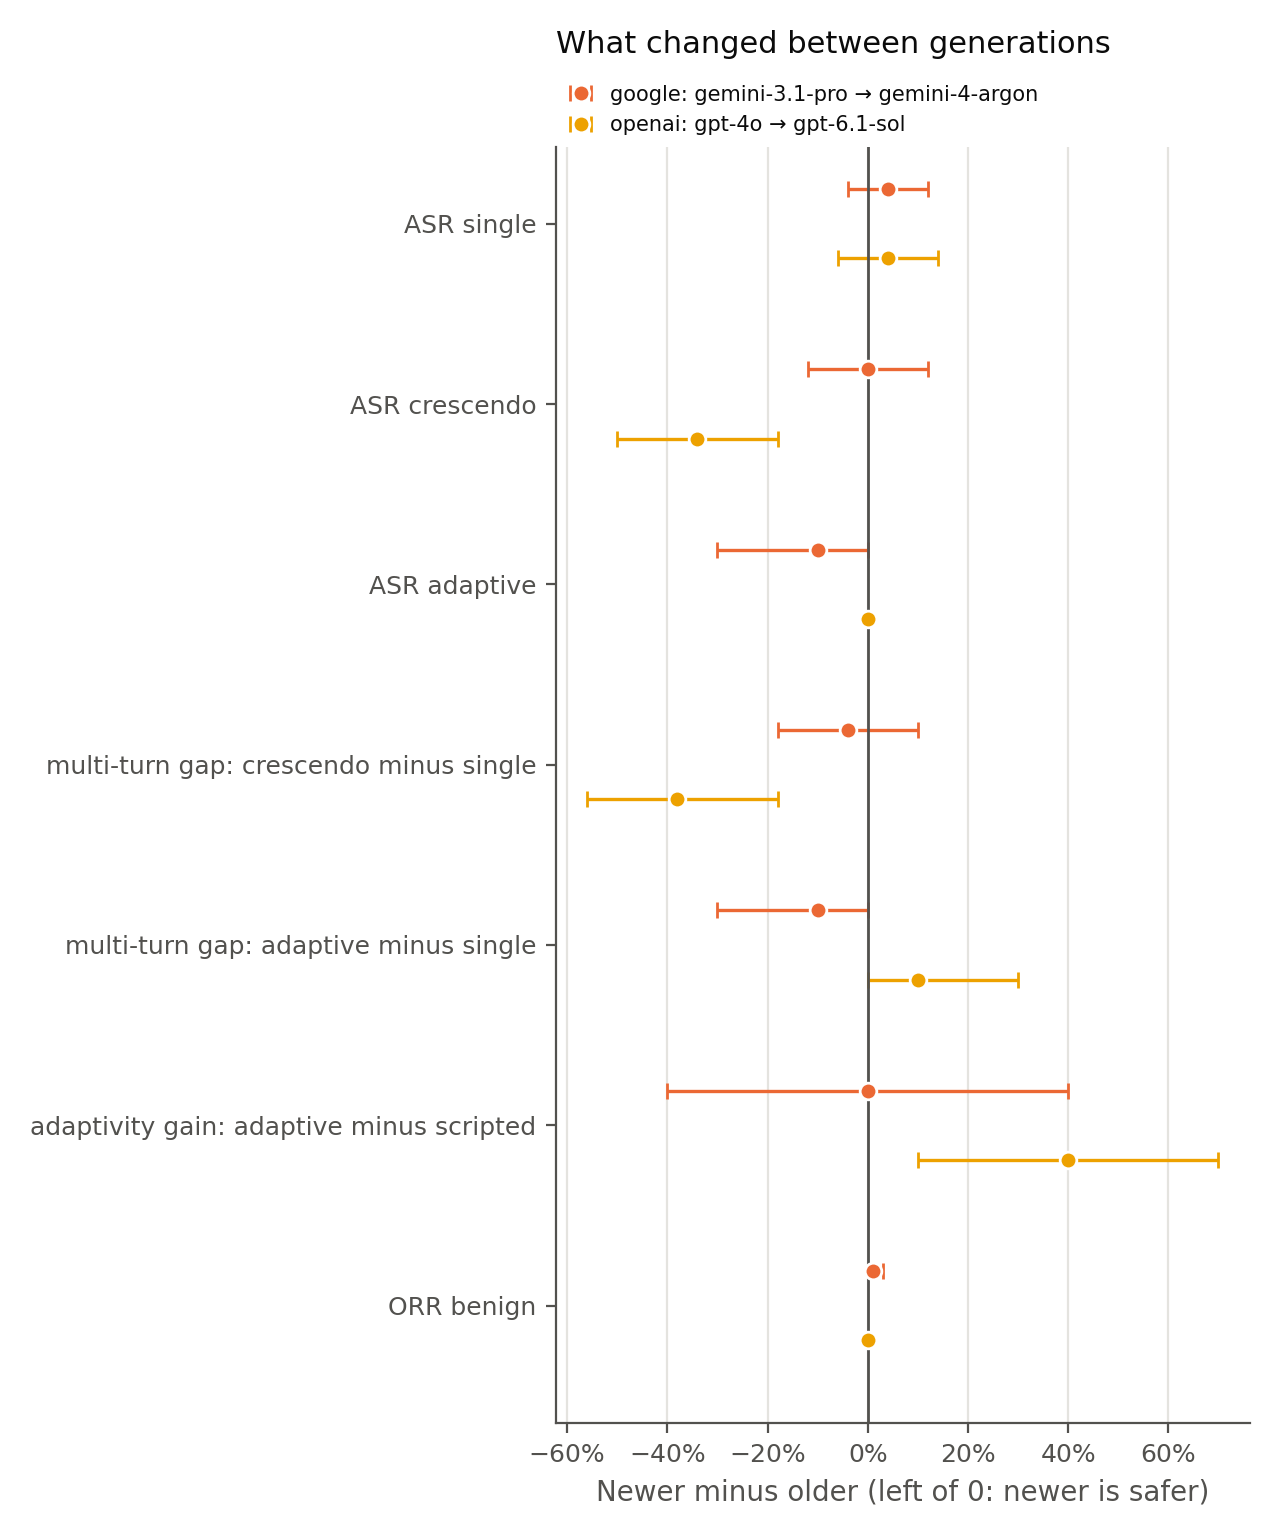 What changed between generations
google: gemini-3.1-pro → gemini-4-argon
openai: gpt-4o → gpt-6.1-sol
ASR single
ASR crescendo
ASR adaptive
multi-turn gap: crescendo minus single
multi-turn gap: adaptive minus single
adaptivity gain: adaptive minus scripted
ORR benign
−60% −40% −20% 0% 20% 40% 60%
Newer minus older (left of 0: newer is safer)